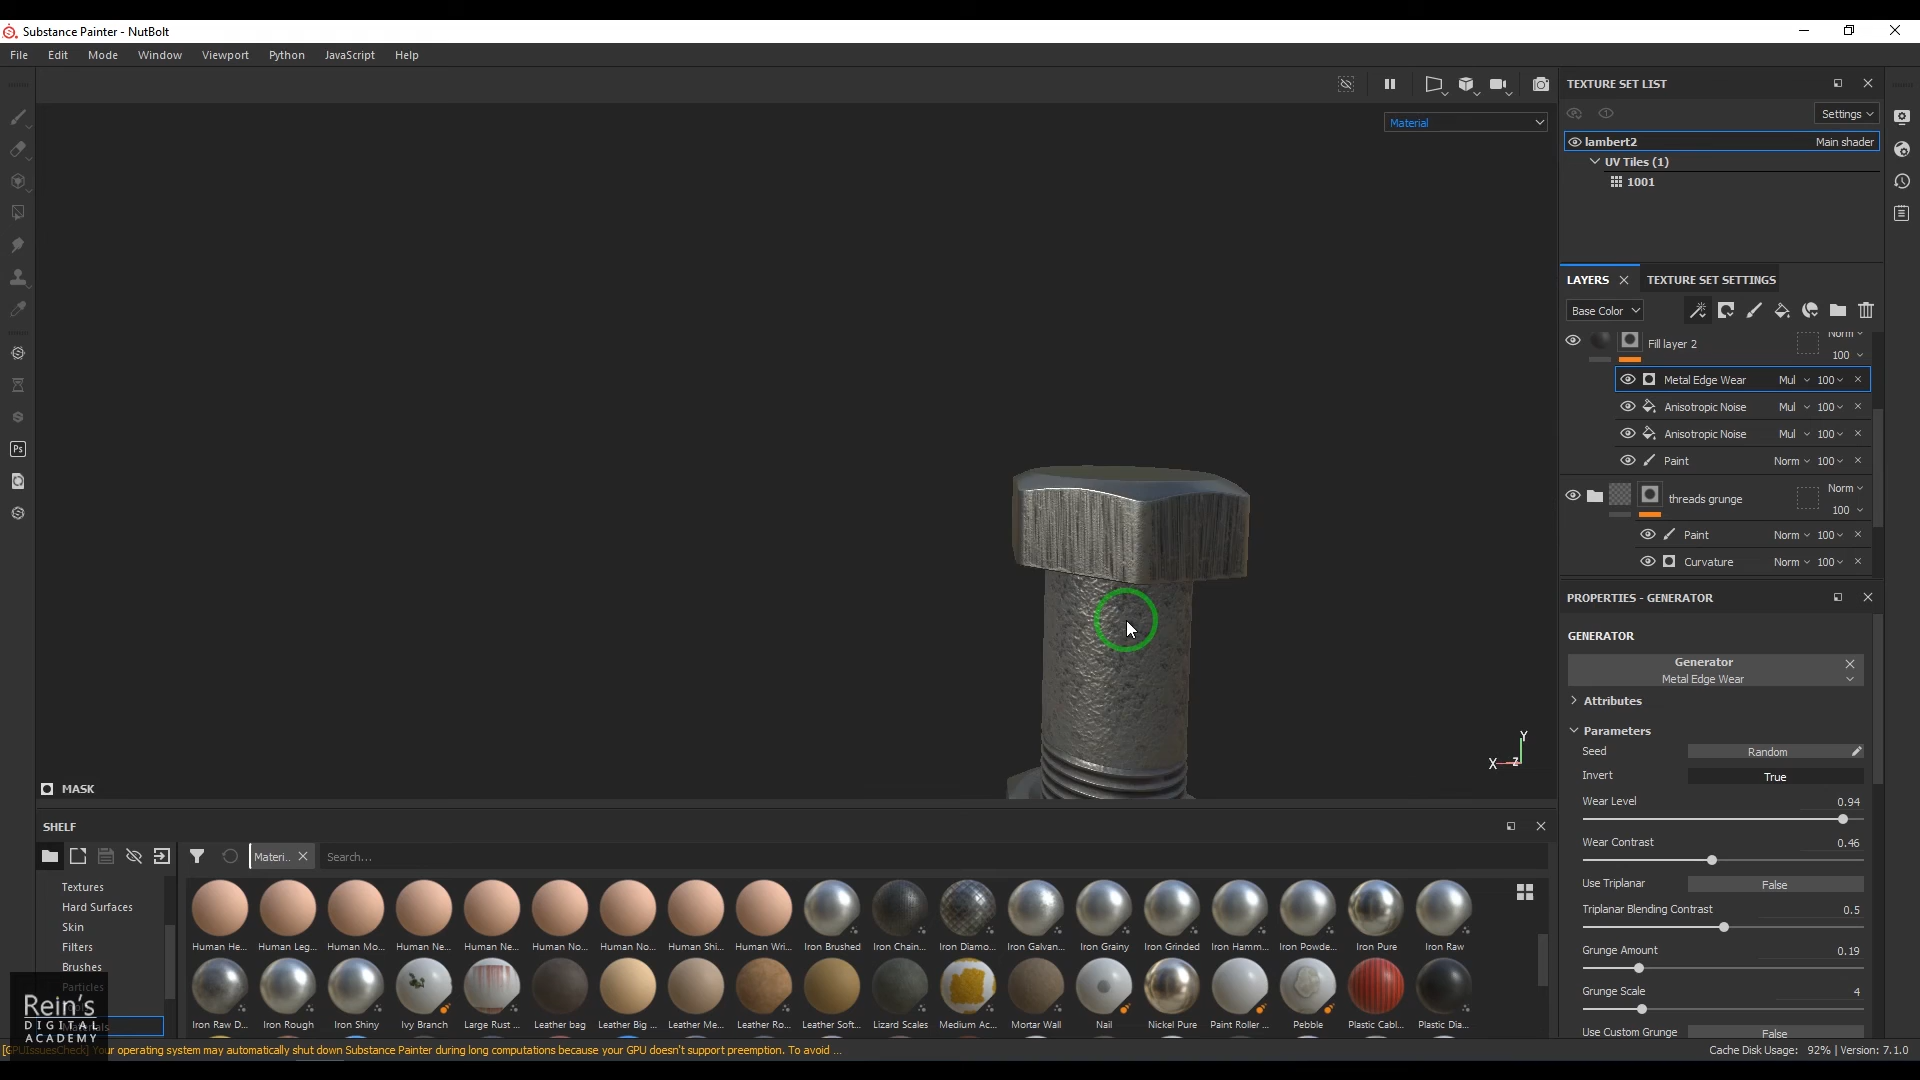 Substance Painter - NutBolt
File Edit Mode Window Viewport Python JavaScript Help
Material
TEXTURE SET LIST
Settings
lambert2 Main shader
UV Tiles (1)
1001
LAYERS TEXTURE SET SETTINGS
Base Color
Fill layer 2 Norm
100
Metal Edge Wear Mul 100
Anisotropic Noise Mul 100
Anisotropic Noise Mul 100
Paint Norm 100
threads grunge Norm
100
Paint Norm 100
Curvature Norm 100
Y
X Z
MASK
PROPERTIES - GENERATOR
GENERATOR
Generator
Metal Edge Wear
Attributes
Parameters
Seed Random
Invert True
Wear Level 0.94
Wear Contrast 0.46
Use Triplanar False
Triplanar Blending Contrast 0.5
Grunge Amount 0.19
Grunge Scale 4
Use Custom Grunge False
SHELF
Ps
Materi.. Search...
Textures
Hard Surfaces
Skin
Filters
Brushes
Particles
Human He... Human Leg... Human Mo... Human Ne... Human Ne... Human No... Human No... Human Shi... Human Wri... Iron Brushed Iron Chain... Iron Diamo... Iron Galvan... Iron Grainy Iron Grinded Iron Hamm... Iron Powde... Iron Pure Iron Raw
Iron Raw D... Iron Rough Iron Shiny Ivy Branch Large Rust ... Leather bag Leather Big ... Leather Me... Leather Ro... Leather Soft... Lizard Scales Medium Ac... Mortar Wall Nail Nickel Pure Paint Roller ... Pebble Plastic Cabl... Plastic Dia...
Rein's
DIGITAL
ACADEMY
[GPUIssuesCheck] Your operating system may automatically shut down Substance Painter during long computations because your GPU doesn't support preemption. To avoid ...
Cache Disk Usage: 92% | Version: 7.1.0